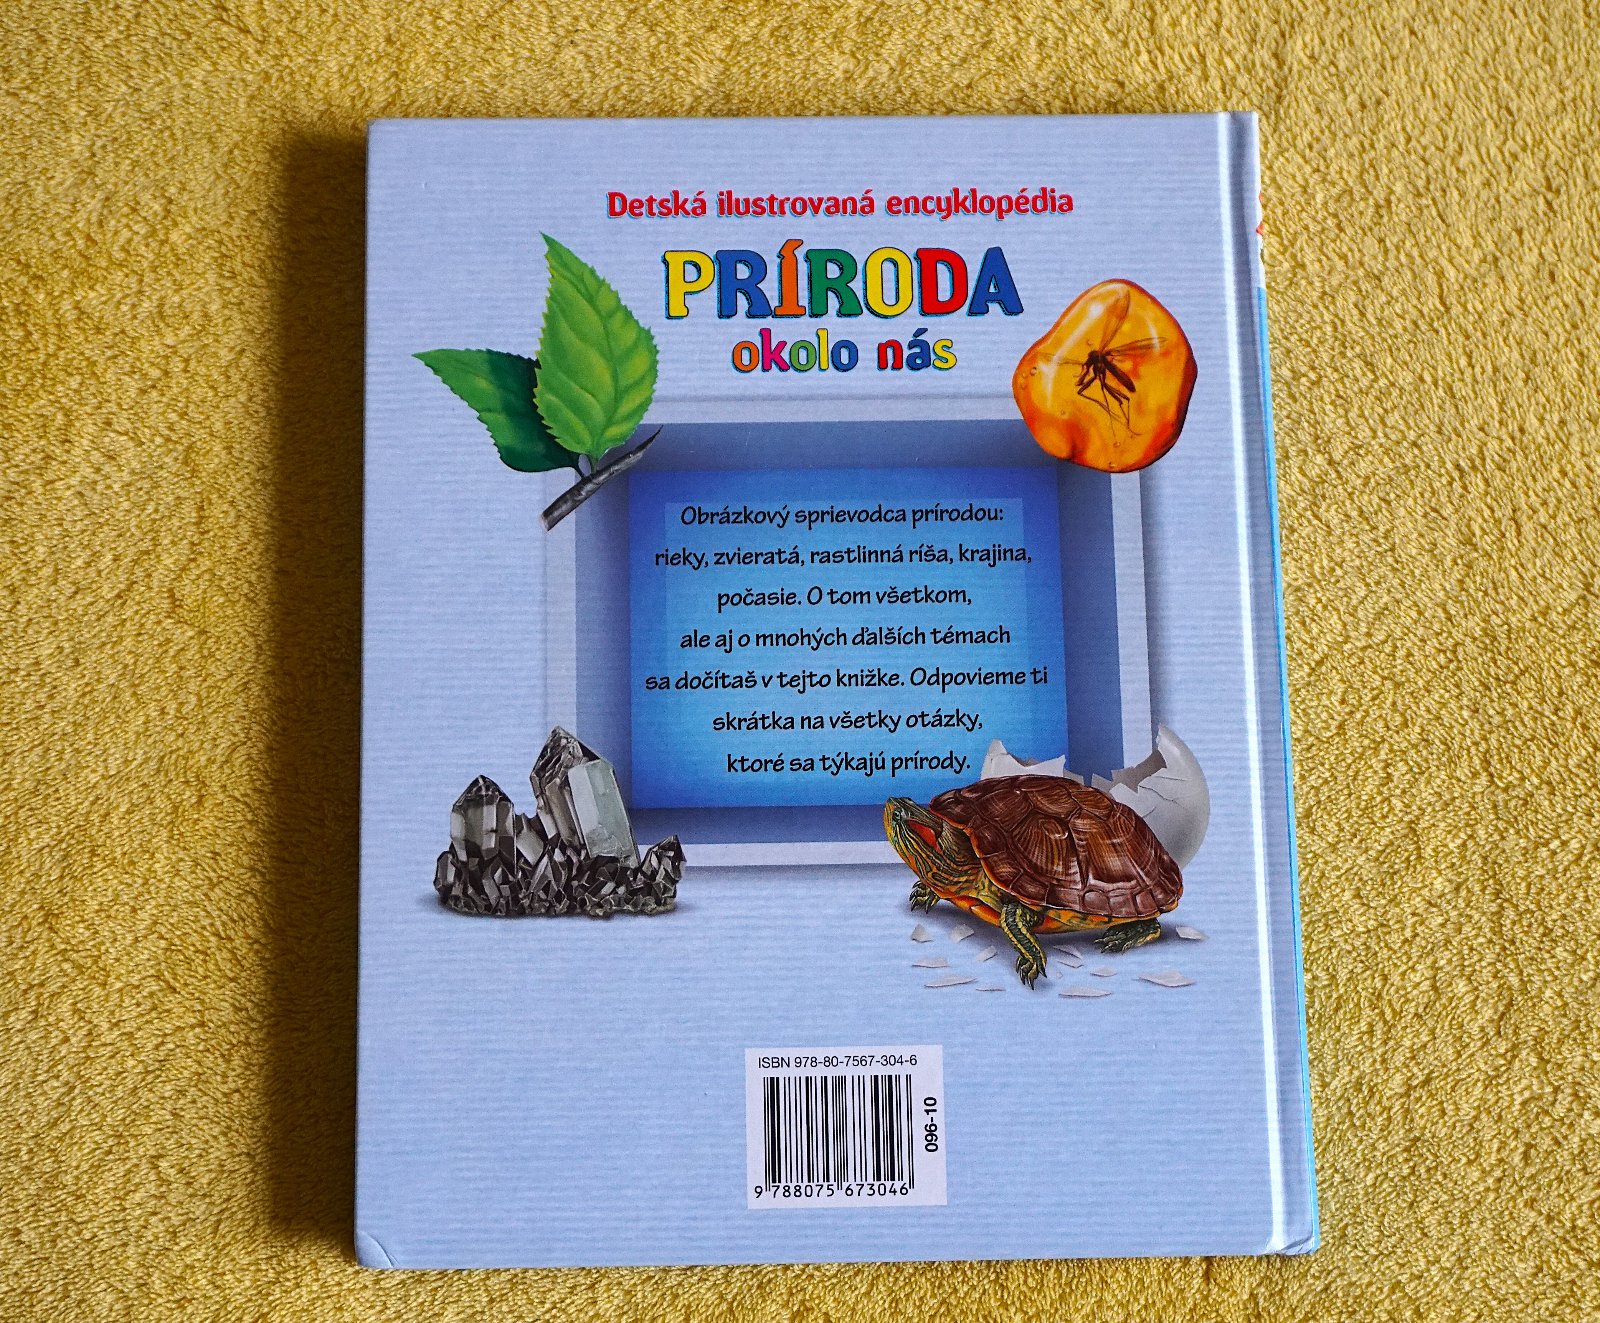 Detská ilustrovaná encyklopédia
PRÍRODA
okolo nás
Obrázkový sprievodca prírodou:
rieky, zvieratá, rastlinná ríša, krajina,
počasie. O tom všetkom,
ale aj o mnohých ďalších témach
sa dočítaš v tejto knižke. Odpovieme ti
skrátka na všetky otázky,
ktoré sa týkajú prírody.
ISBN 978-80-7567-304-6
096-10
9 788075 673046